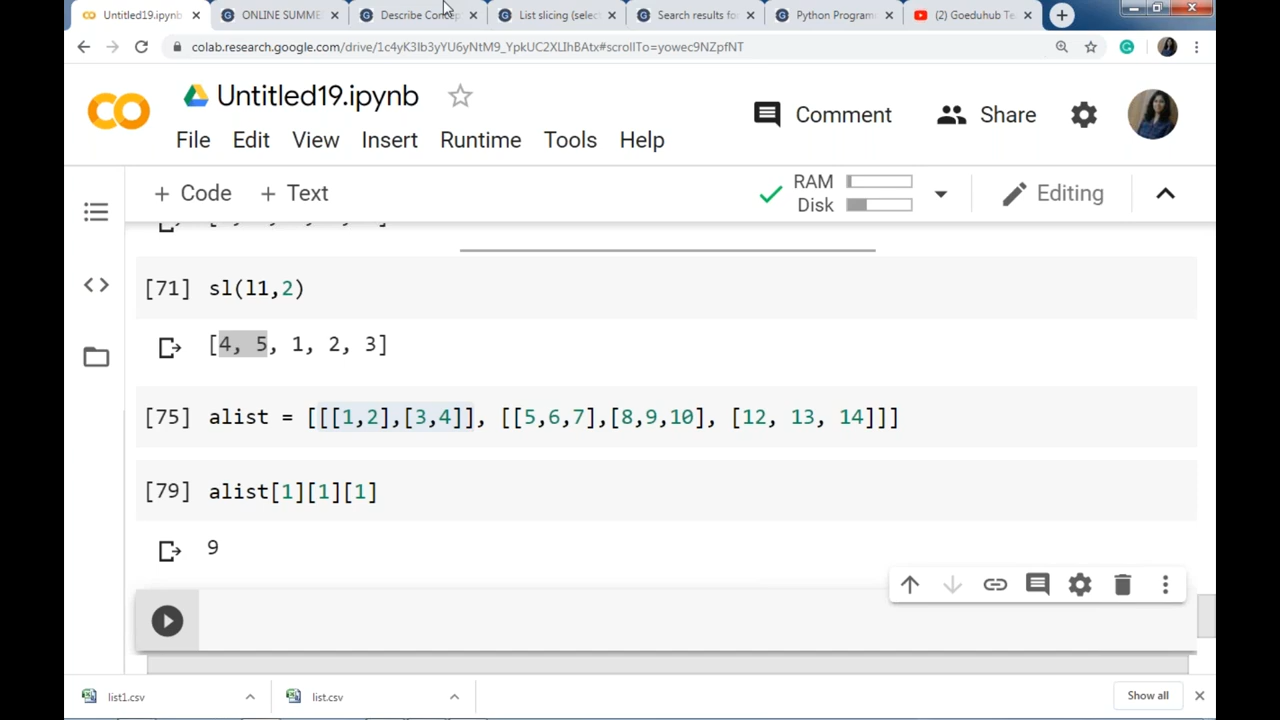 Untitled19.ipynb
ONLINE SUMME
Describe Conce
List slicing (selec
Search results fo
Python Program
(2) Goeduhub Te
colab.research.google.com/drive/1c4yK3Ib3yYU6yNtM9_YpkUC2XLIhBAtx#scrollTo=yowec9NZpfNT
Untitled19.ipynb
Comment
Share
File Edit View Insert Runtime Tools Help
+ Code + Text
RAM
Disk
Editing
[71] sl(l1,2)
[4, 5, 1, 2, 3]
[75] alist = [[[1,2],[3,4]], [[5,6,7],[8,9,10], [12, 13, 14]]]
[79] alist[1][1][1]
9
list1.csv
list.csv
Show all